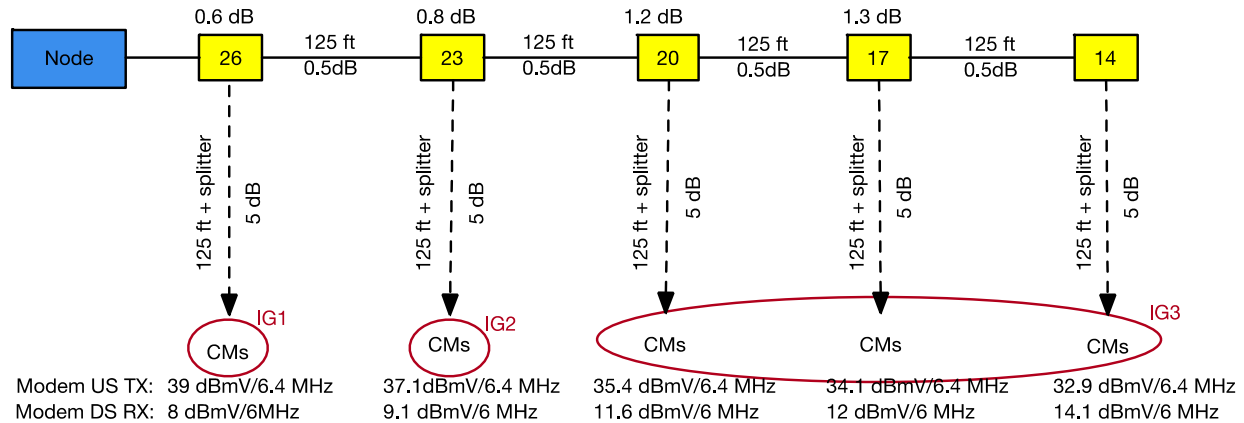 0.6 dB 0.8 dB 1.2 dB 1.3 dB
Node 26 125 ft 23 125 ft 20 125 ft 17 125 ft 14
0.5dB 0.5dB 0.5dB 0.5dB
125 ft + splitter 5 dB 125 ft + splitter 5 dB 125 ft + splitter 5 dB 125 ft + splitter 5 dB 125 ft + splitter 5 dB
IG1 IG2 IG3
CMs CMs CMs CMs CMs
Modem US TX: 39 dBmV/6.4 MHz 37.1dBmV/6.4 MHz 35.4 dBmV/6.4 MHz 34.1 dBmV/6.4 MHz 32.9 dBmV/6.4 MHz
Modem DS RX: 8 dBmV/6MHz 9.1 dBmV/6 MHz 11.6 dBmV/6 MHz 12 dBmV/6 MHz 14.1 dBmV/6 MHz